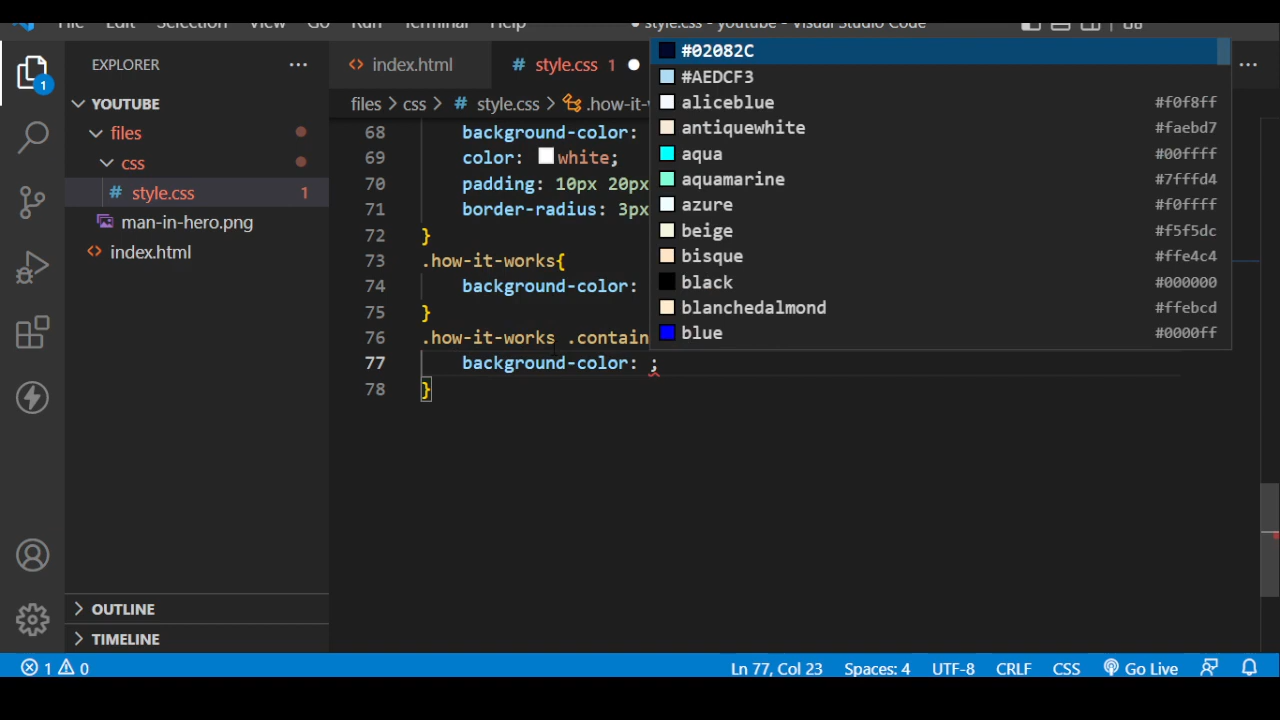 File Edit Selection View Go Run Terminal Help
style.css - youtube - Visual Studio Code
EXPLORER
index.html
# style.css 1
YOUTUBE
files
css
# style.css 1
man-in-hero.png
index.html
OUTLINE
TIMELINE
files > css > # style.css > .how-it-
68 background-color:
69 color: white;
70 padding: 10px 20px
71 border-radius: 3px
72 }
73 .how-it-works{
74 background-color:
75 }
76 .how-it-works .contain
77 background-color: ;
78 }
#02082C
#AEDCF3
aliceblue #f0f8ff
antiquewhite #faebd7
aqua #00ffff
aquamarine #7fffd4
azure #f0ffff
beige #f5f5dc
bisque #ffe4c4
black #000000
blanchedalmond #ffebcd
blue #0000ff
1
1 0
Ln 77, Col 23 Spaces: 4 UTF-8 CRLF CSS Go Live